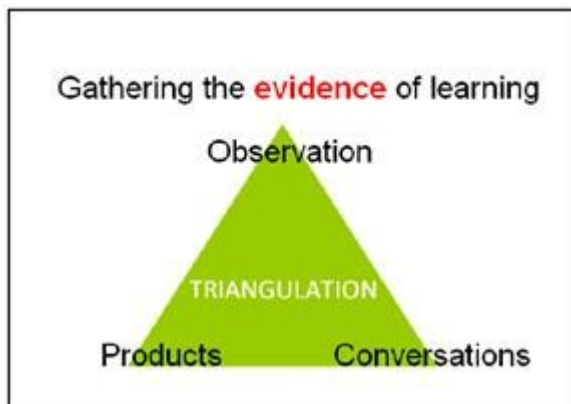 Gathering the evidence of learning
Observation
TRIANGULATION
Products Conversations